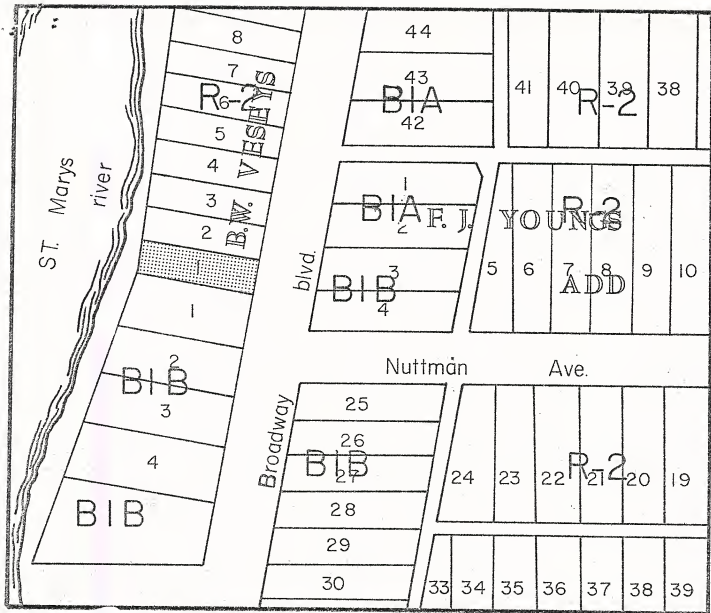 ST. Marys
river
8
7
R-2
6
5
4
3
2
1
B.W. VESEYS
1
2
B1B
3
4
B1B
44
43
B1A
42
1
B1A
2
3
B1B
4
41
40
39
38
R-2
F. J. YOUNGS
ADD
R-2
5
6
7
8
9
10
Broadway
blvd.
Nuttman Ave.
25
26
B1B
27
28
29
30
24
23
22
21
20
19
R-2
33
34
35
36
37
38
39